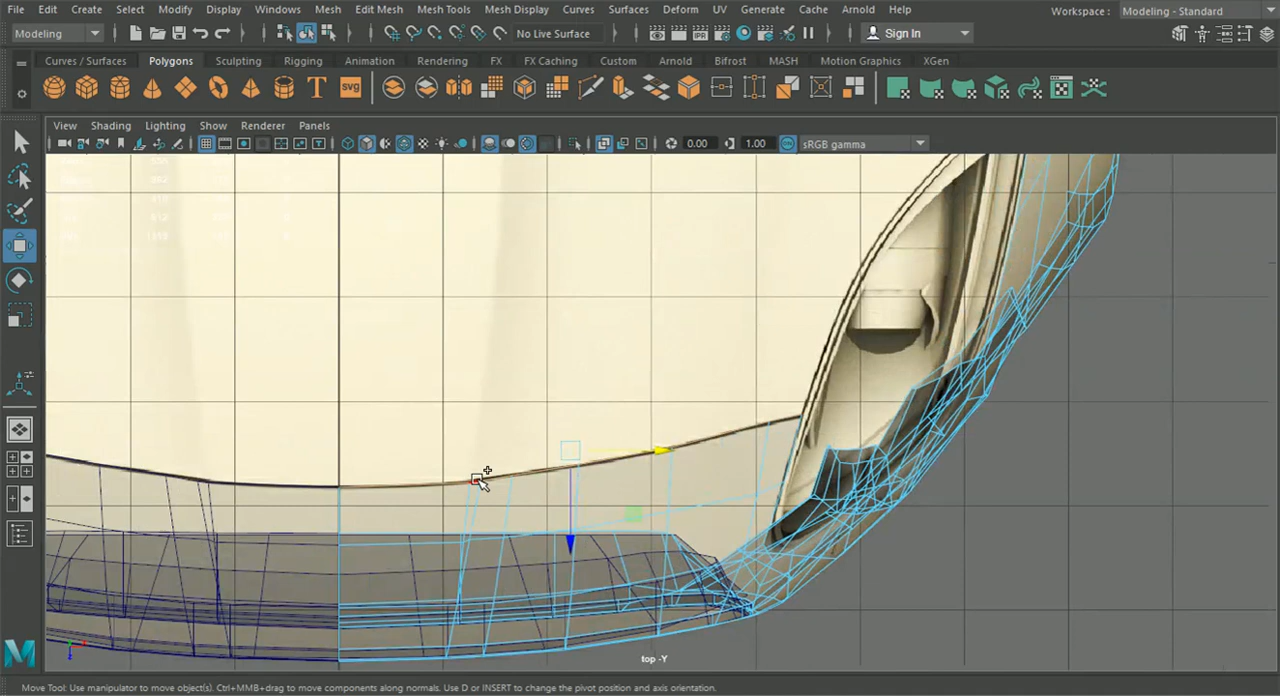 File Edit Create Select Modify Display Windows Mesh Edit Mesh Mesh Tools Mesh Display Curves Surfaces Deform UV Generate Cache Arnold Help Workspace: Modeling - Standard
Modeling No Live Surface Sign In
Curves / Surfaces Polygons Sculpting Rigging Animation Rendering FX FX Caching Custom Arnold Bifrost MASH Motion Graphics XGen
T svg
View Shading Lighting Show Renderer Panels
0.00 1.00 sRGB gamma
top -Y
Move Tool: Use manipulator to move object(s). Ctrl+MMB+drag to move components along normals. Use D or INSERT to change the pivot position and axis orientation.